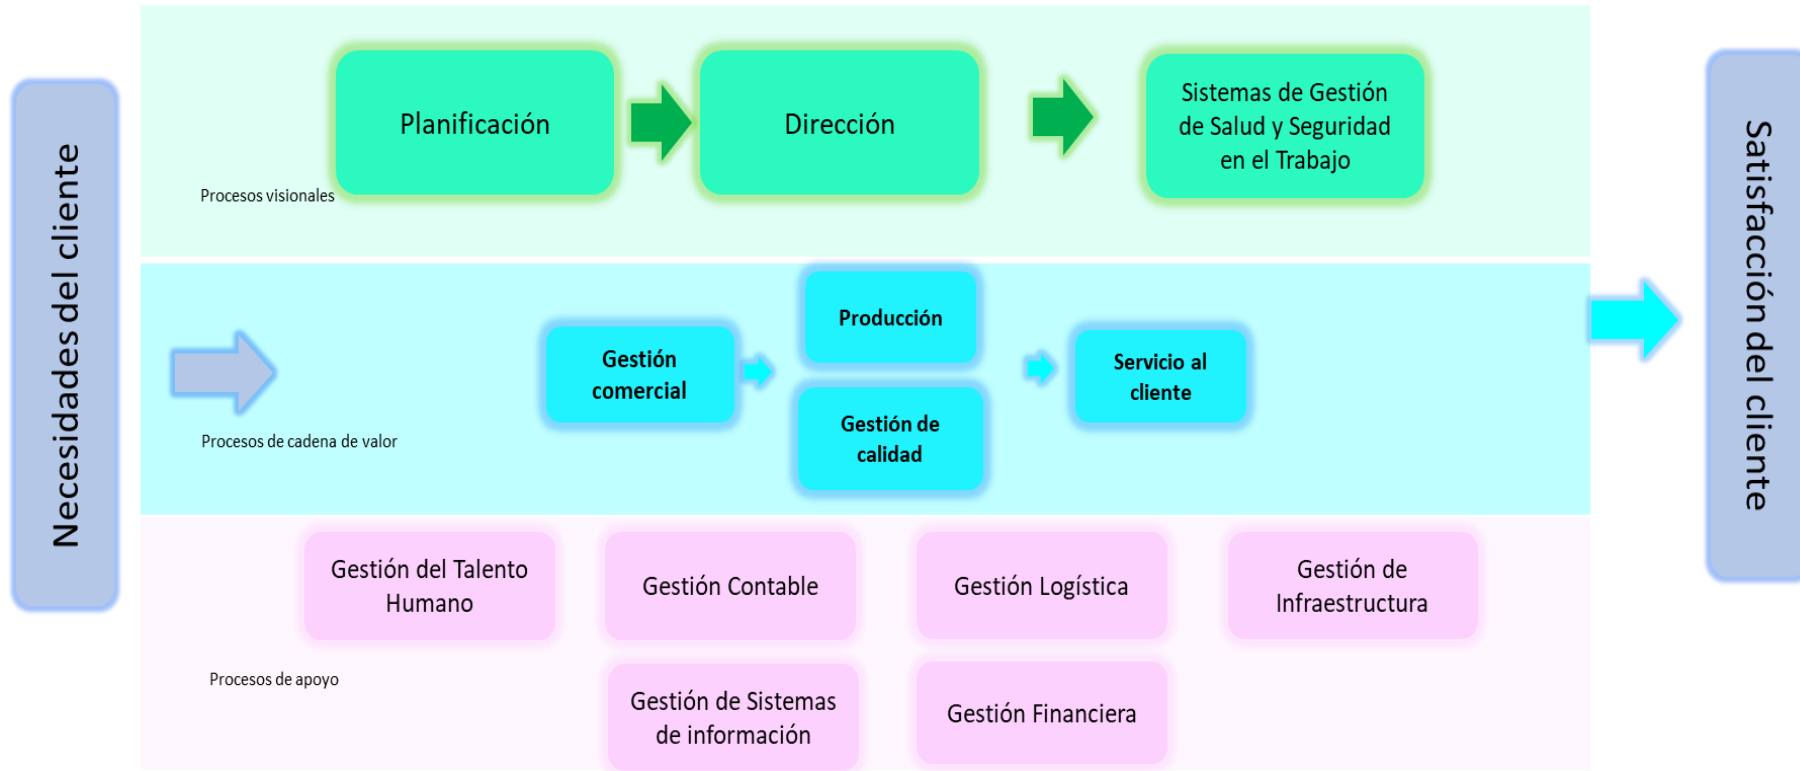 Necesidades del cliente
Planificación
Dirección
Sistemas de Gestión
de Salud y Seguridad
en el Trabajo
Procesos visionales
Gestión
comercial
Producción
Gestión de
calidad
Servicio al
cliente
Procesos de cadena de valor
Gestión del Talento
Humano
Gestión Contable
Gestión Logística
Gestión de
Infraestructura
Procesos de apoyo
Gestión de Sistemas
de información
Gestión Financiera
Satisfacción del cliente